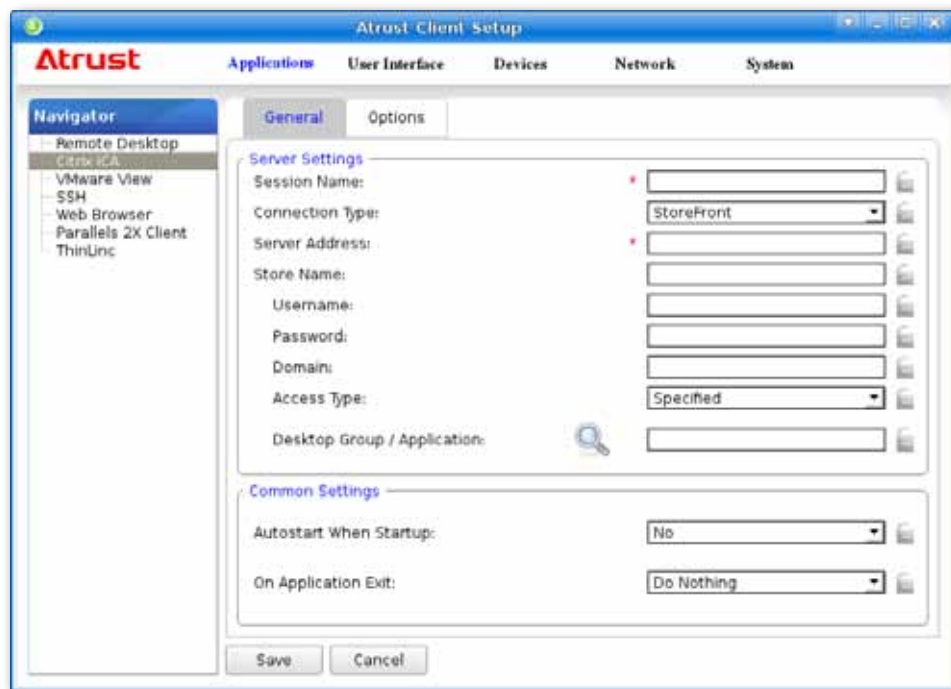 Atrust Client Setup
Atrust
Applications User Interface Devices Network System
Navigator
Remote Desktop
Citrix ICA
VMware View
SSH
Web Browser
Parallels 2X Client
ThinLinc
General Options
Server Settings
Session Name: *
Connection Type: StoreFront
Server Address: *
Store Name:
Username:
Password:
Domain:
Access Type: Specified
Desktop Group / Application:
Common Settings
Autostart When Startup: No
On Application Exit: Do Nothing
Save Cancel